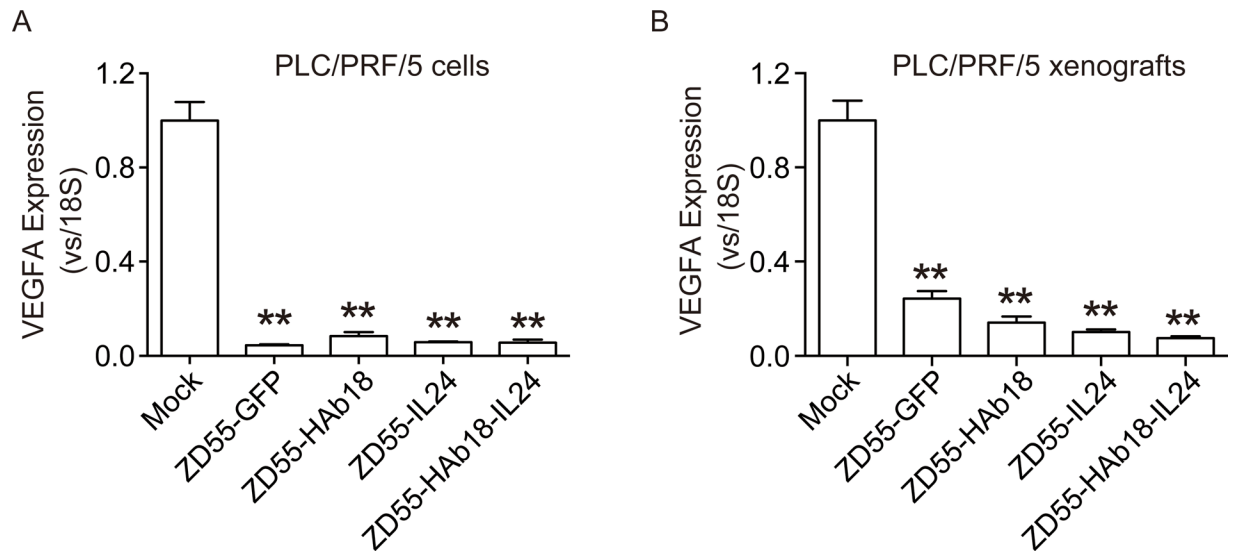 A
PLC/PRF/5 cells
VEGFA Expression
(vs/18S)
1.2
0.8
0.4
0.0
**
**
**
**
Mock
ZD55-GFP
ZD55-HAb18
ZD55-IL24
ZD55-HAb18-IL24
B
PLC/PRF/5 xenografts
VEGFA Expression
(vs/18S)
1.2
0.8
0.4
0.0
**
**
**
**
Mock
ZD55-GFP
ZD55-HAb18
ZD55-IL24
ZD55-HAb18-IL24